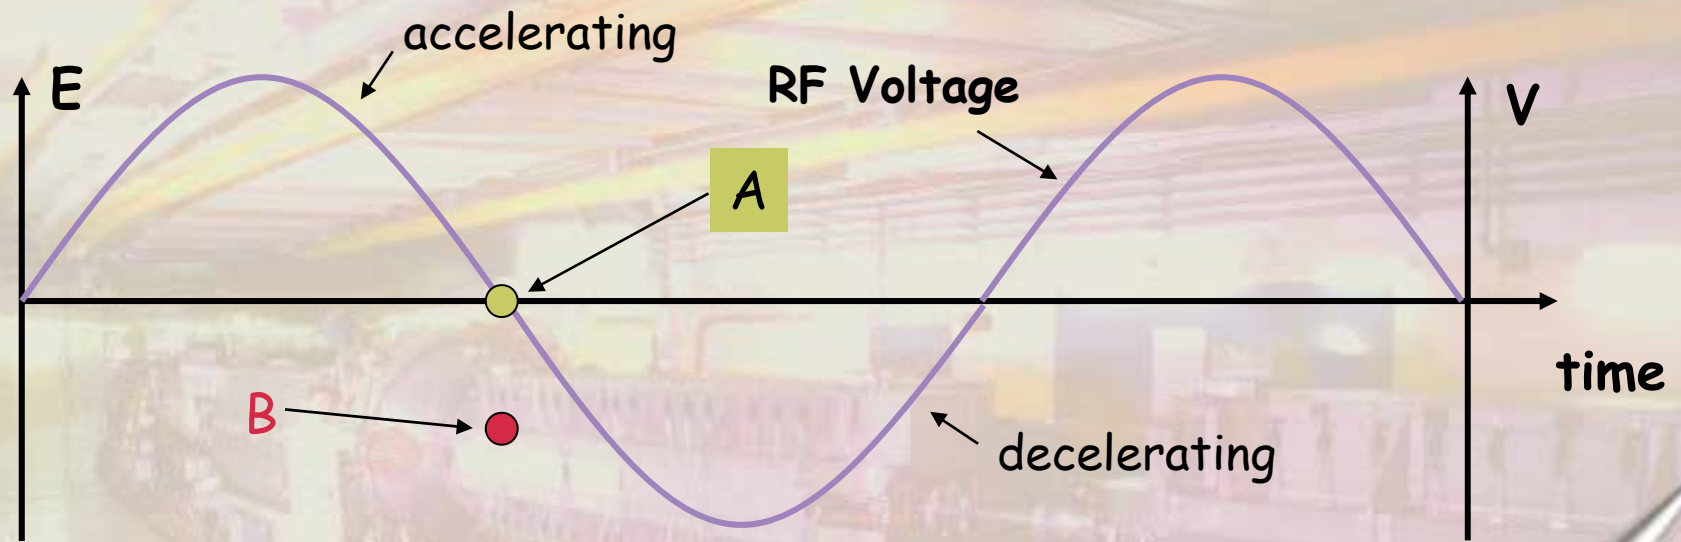 accelerating
E
RF Voltage
V
A
time
B
decelerating